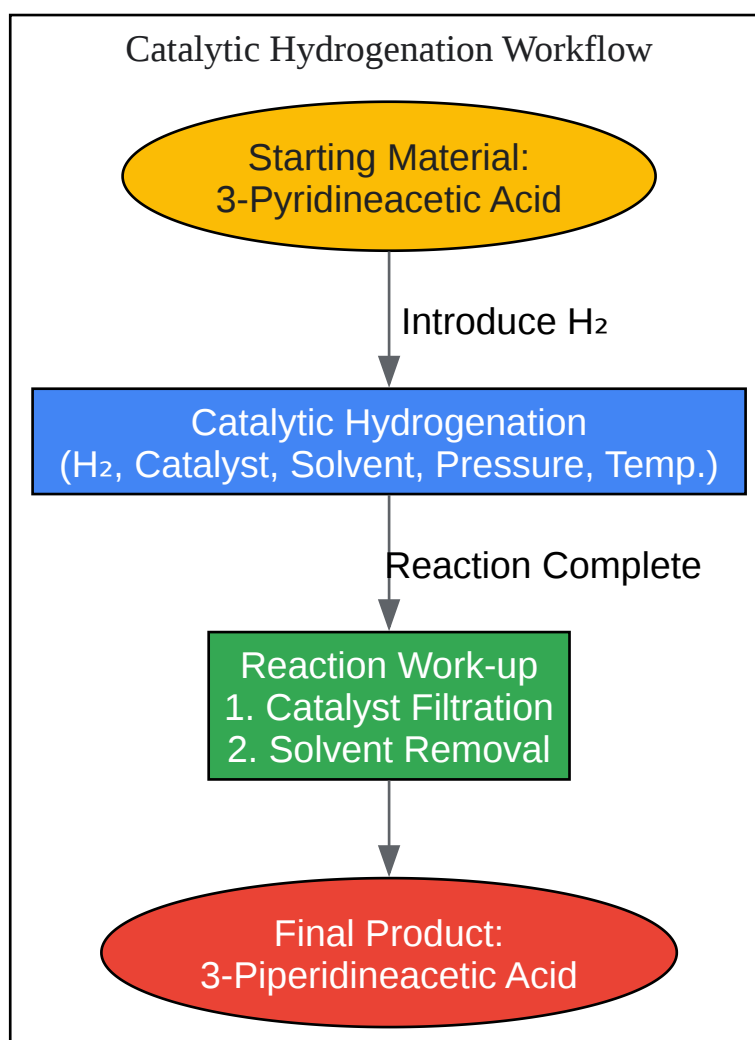 Catalytic Hydrogenation Workflow
Starting Material:
3-Pyridineacetic Acid
Introduce H₂
Catalytic Hydrogenation
(H₂, Catalyst, Solvent, Pressure, Temp.)
Reaction Complete
Reaction Work-up
1. Catalyst Filtration
2. Solvent Removal
Final Product:
3-Piperidineacetic Acid